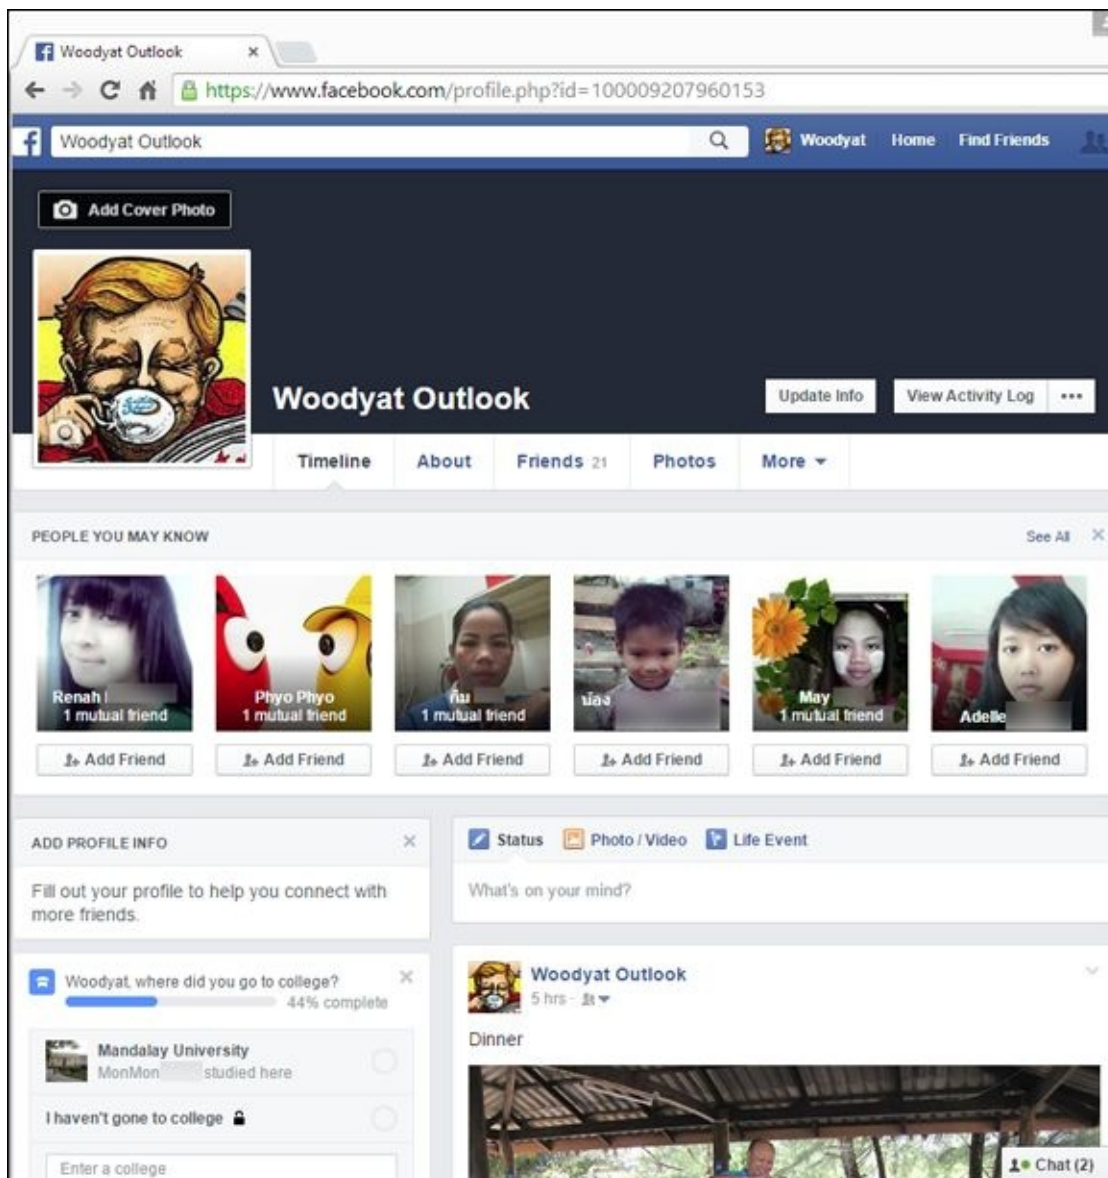 Woodyat Outlook
https://www.facebook.com/profile.php?id=100009207960153
Woodyat Outlook
Woodyat Home Find Friends
Add Cover Photo
Woodyat Outlook
Update Info
View Activity Log
Timeline About Friends 21 Photos More
PEOPLE YOU MAY KNOW
See All
Renah
1 mutual friend
Phyo Phyo
1 mutual friend
กิม
1 mutual friend
น้อง
May
1 mutual friend
Adelle
Add Friend
Add Friend
Add Friend
Add Friend
Add Friend
Add Friend
ADD PROFILE INFO
Fill out your profile to help you connect with
more friends.
Woodyat, where did you go to college?
44% complete
Mandalay University
MonMon studied here
I haven't gone to college
Enter a college
Status Photo / Video Life Event
What's on your mind?
Woodyat Outlook
5 hrs ·
Dinner
Chat (2)